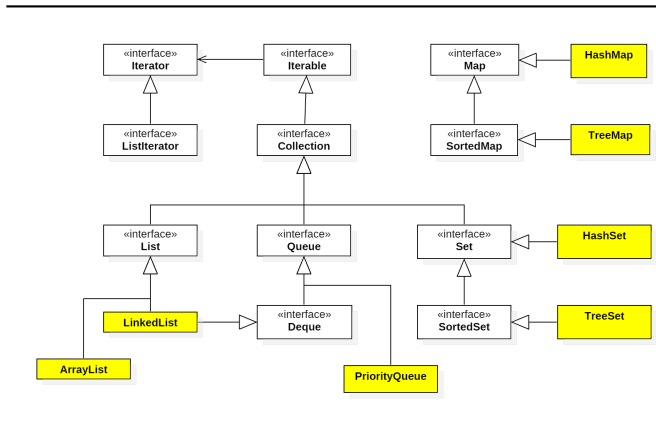 «interface»
Iterator
«interface»
Iterable
«interface»
Map
HashMap
«interface»
ListIterator
«interface»
Collection
«interface»
SortedMap
TreeMap
«interface»
List
«interface»
Queue
«interface»
Set
HashSet
LinkedList
«interface»
Deque
«interface»
SortedSet
TreeSet
ArrayList
PriorityQueue